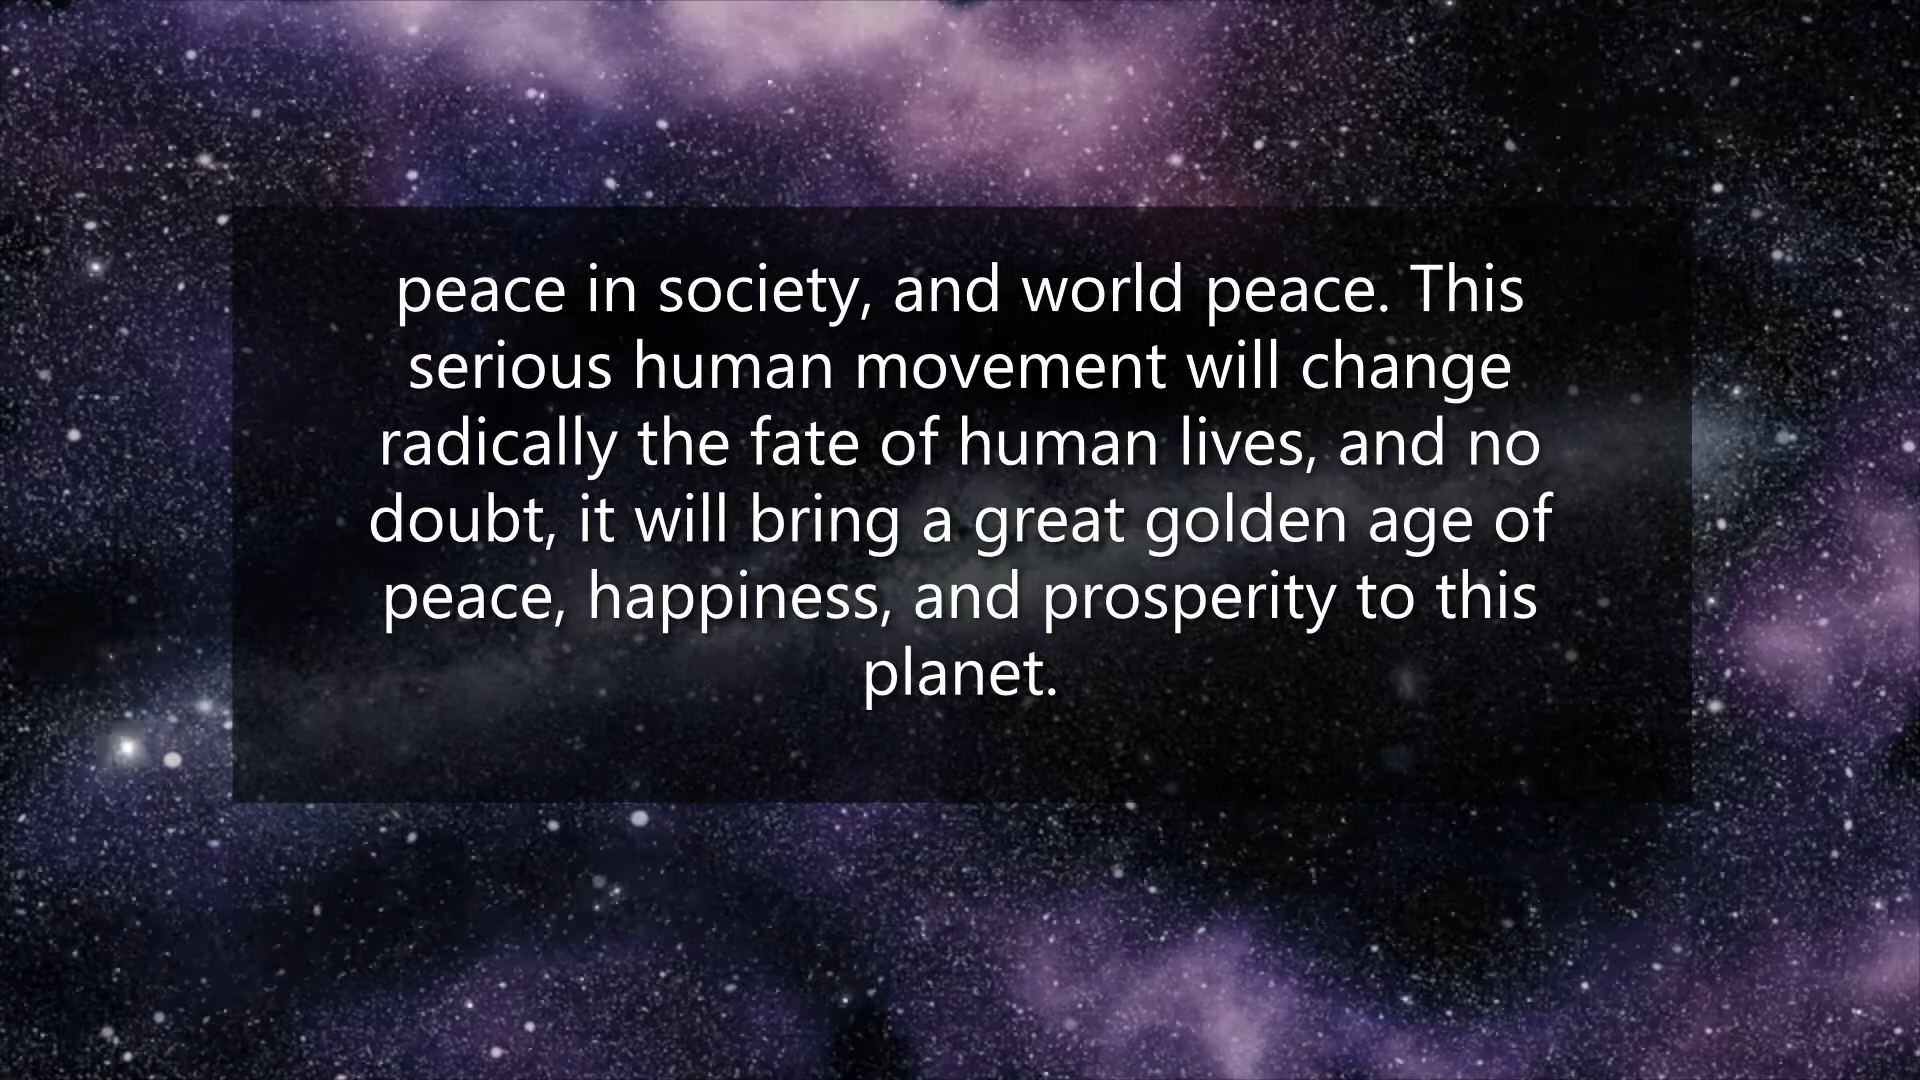 peace in society, and world peace. This
serious human movement will change
radically the fate of human lives, and no
doubt, it will bring a great golden age of
peace, happiness, and prosperity to this
planet.